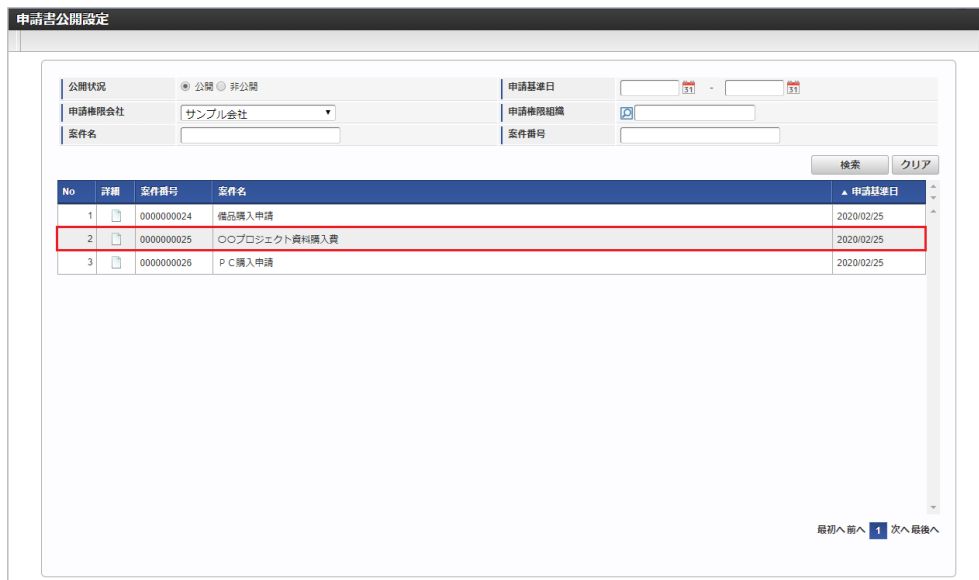 申請書公開設定
公開状況 公開 非公開 申請基準日 31 - 31
申請権限会社 サンプル会社 申請権限組織
案件名 案件番号
検索 クリア
No 詳細 案件番号 案件名 ▲ 申請基準日
1 0000000024 備品購入申請 2020/02/25
2 0000000025 〇〇プロジェクト資料購入費 2020/02/25
3 0000000026 ＰＣ購入申請 2020/02/25
最初へ 前へ 1 次へ 最後へ